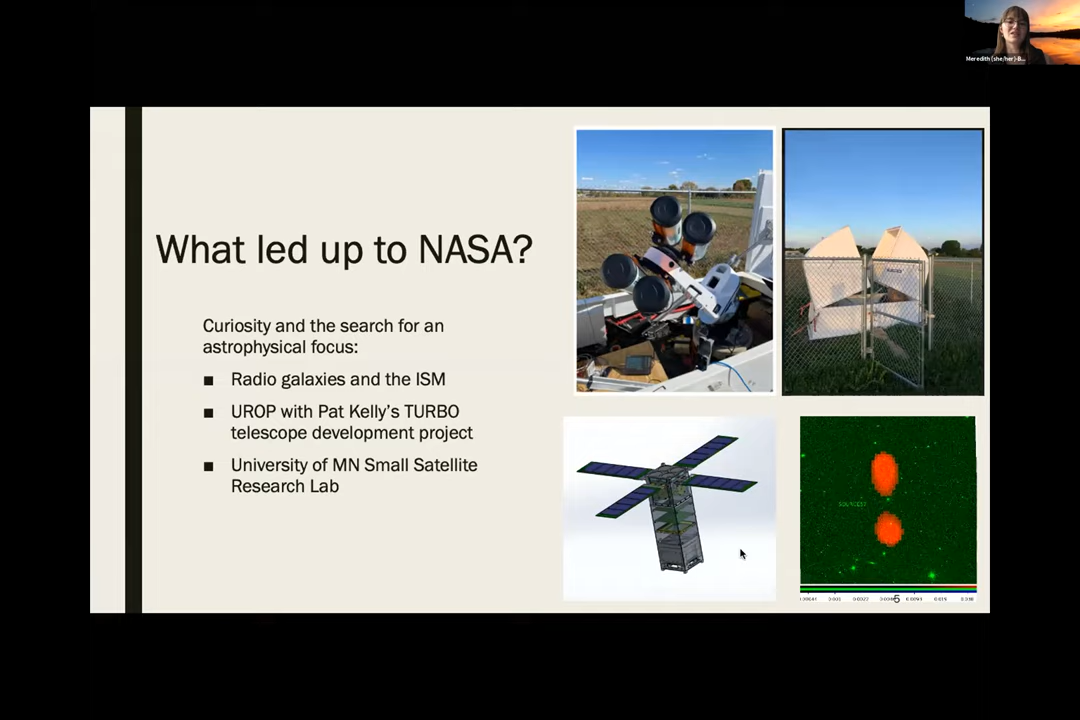 Meredith (she/her)-B...
What led up to NASA?
Curiosity and the search for an
astrophysical focus:
■ Radio galaxies and the ISM
■ UROP with Pat Kelly's TURBO
telescope development project
■ University of MN Small Satellite
Research Lab
5